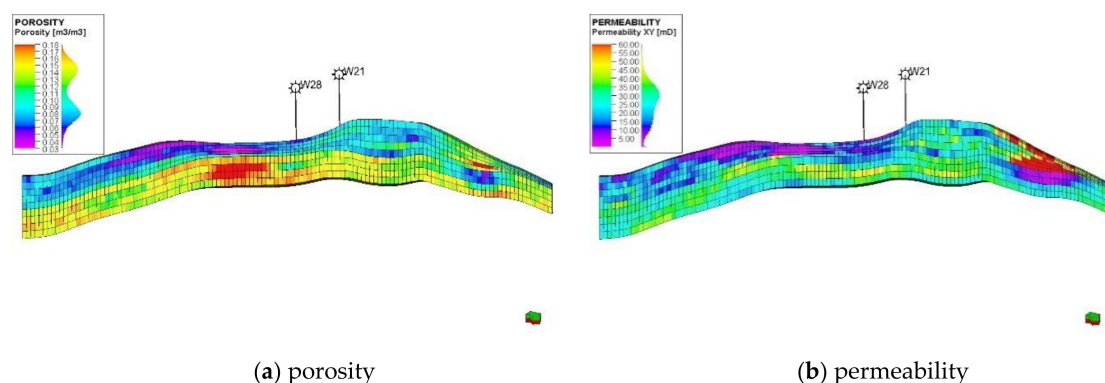 POROSITY
Porosity [m3/m3]
0.18
0.17
0.16
0.15
0.14
0.13
0.12
0.11
0.10
0.09
0.08
0.07
0.06
0.05
0.04
0.03
W28
W21
(a) porosity
PERMEABILITY
Permeability XY [mD]
60.00
55.00
50.00
45.00
40.00
35.00
30.00
25.00
20.00
15.00
10.00
5.00
W28
W21
(b) permeability